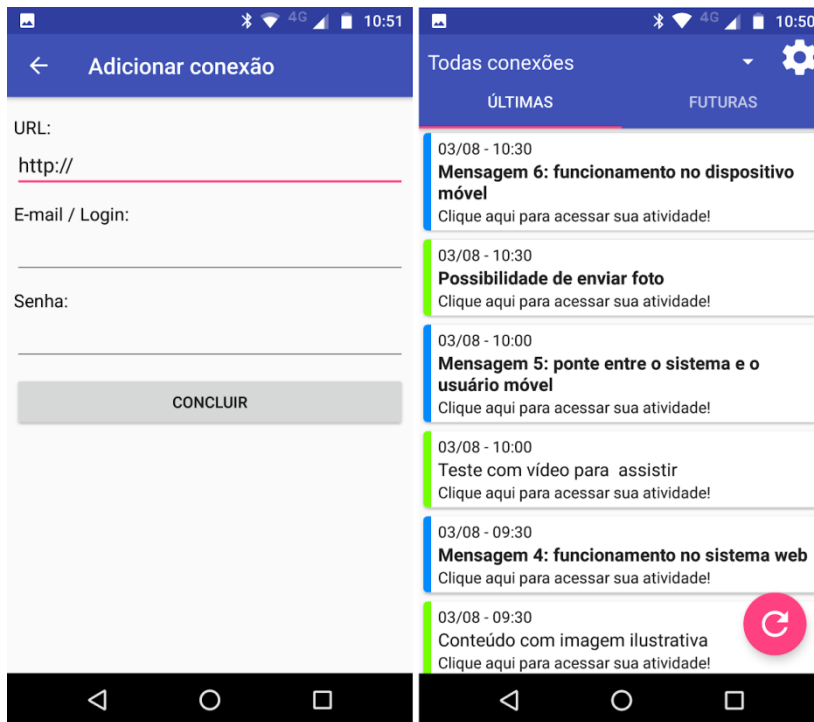 4G 10:51
Adicionar conexão
URL:
http://
E-mail / Login:
Senha:
CONCLUIR
4G 10:50
Todas conexões
ÚLTIMAS FUTURAS
03/08 - 10:30
Mensagem 6: funcionamento no dispositivo
móvel
Clique aqui para acessar sua atividade!
03/08 - 10:30
Possibilidade de enviar foto
Clique aqui para acessar sua atividade!
03/08 - 10:00
Mensagem 5: ponte entre o sistema e o
usuário móvel
Clique aqui para acessar sua atividade!
03/08 - 10:00
Teste com vídeo para  assistir
Clique aqui para acessar sua atividade!
03/08 - 09:30
Mensagem 4: funcionamento no sistema web
Clique aqui para acessar sua atividade!
03/08 - 09:30
Conteúdo com imagem ilustrativa
Clique aqui para acessar sua atividade!